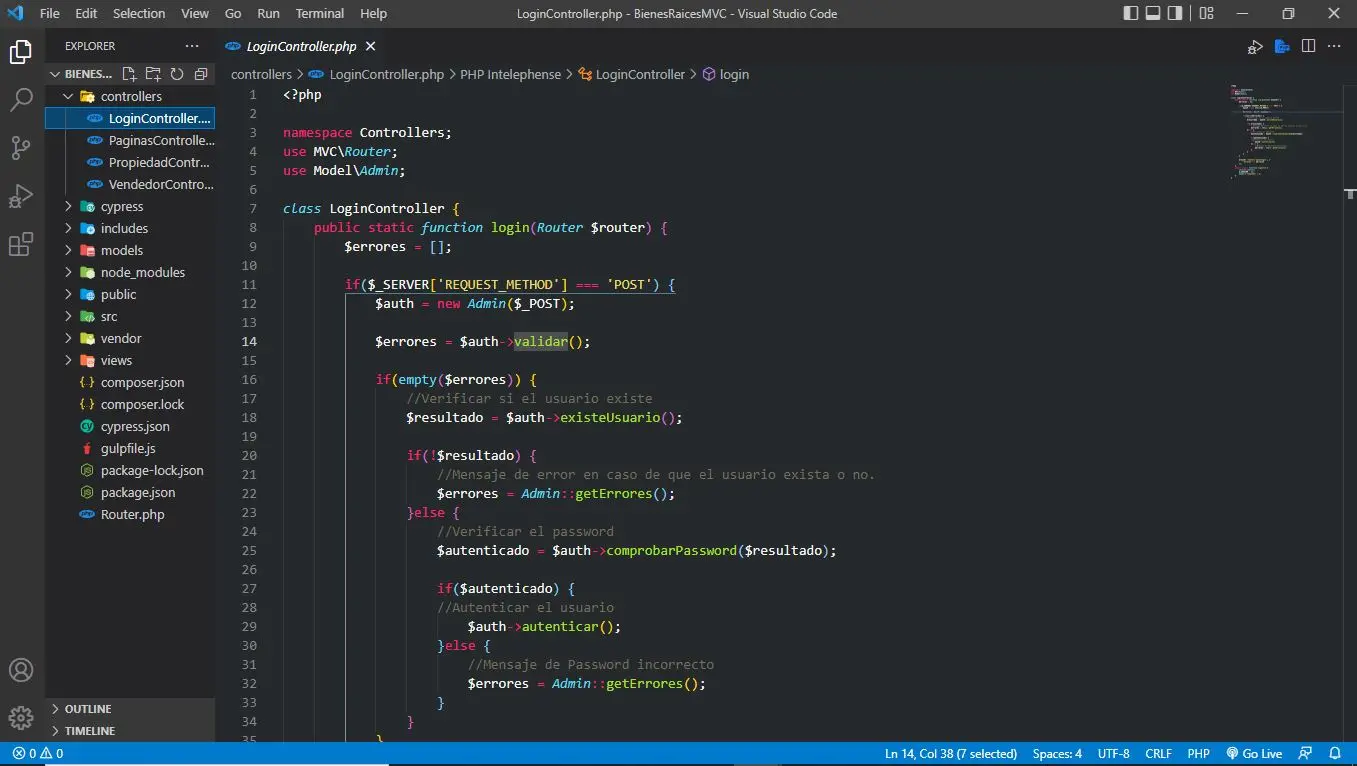 File Edit Selection View Go Run Terminal Help
LoginController.php - BienesRaicesMVC - Visual Studio Code
EXPLORER
BIENES...
controllers
LoginController....
PaginasControlle...
PropiedadContr...
VendedorContro...
cypress
includes
models
node_modules
public
src
vendor
views
composer.json
composer.lock
cypress.json
gulpfile.js
package-lock.json
package.json
Router.php
OUTLINE
TIMELINE
LoginController.php
controllers > LoginController.php > PHP Intelephense > LoginController > login
1 <?php
2
3 namespace Controllers;
4 use MVC\Router;
5 use Model\Admin;
6
7 class LoginController {
8 public static function login(Router $router) {
9 $errores = [];
10
11 if($_SERVER['REQUEST_METHOD'] === 'POST') {
12 $auth = new Admin($_POST);
13
14 $errores = $auth->validar();
15
16 if(empty($errores)) {
17 //Verificar si el usuario existe
18 $resultado = $auth->existeUsuario();
19
20 if(!$resultado) {
21 //Mensaje de error en caso de que el usuario exista o no.
22 $errores = Admin::getErrores();
23 }else {
24 //Verificar el password
25 $autenticado = $auth->comprobarPassword($resultado);
26
27 if($autenticado) {
28 //Autenticar el usuario
29 $auth->autenticar();
30 }else {
31 //Mensaje de Password incorrecto
32 $errores = Admin::getErrores();
33 }
34 }
35 }
0 0
Ln 14, Col 38 (7 selected) Spaces: 4 UTF-8 CRLF PHP Go Live